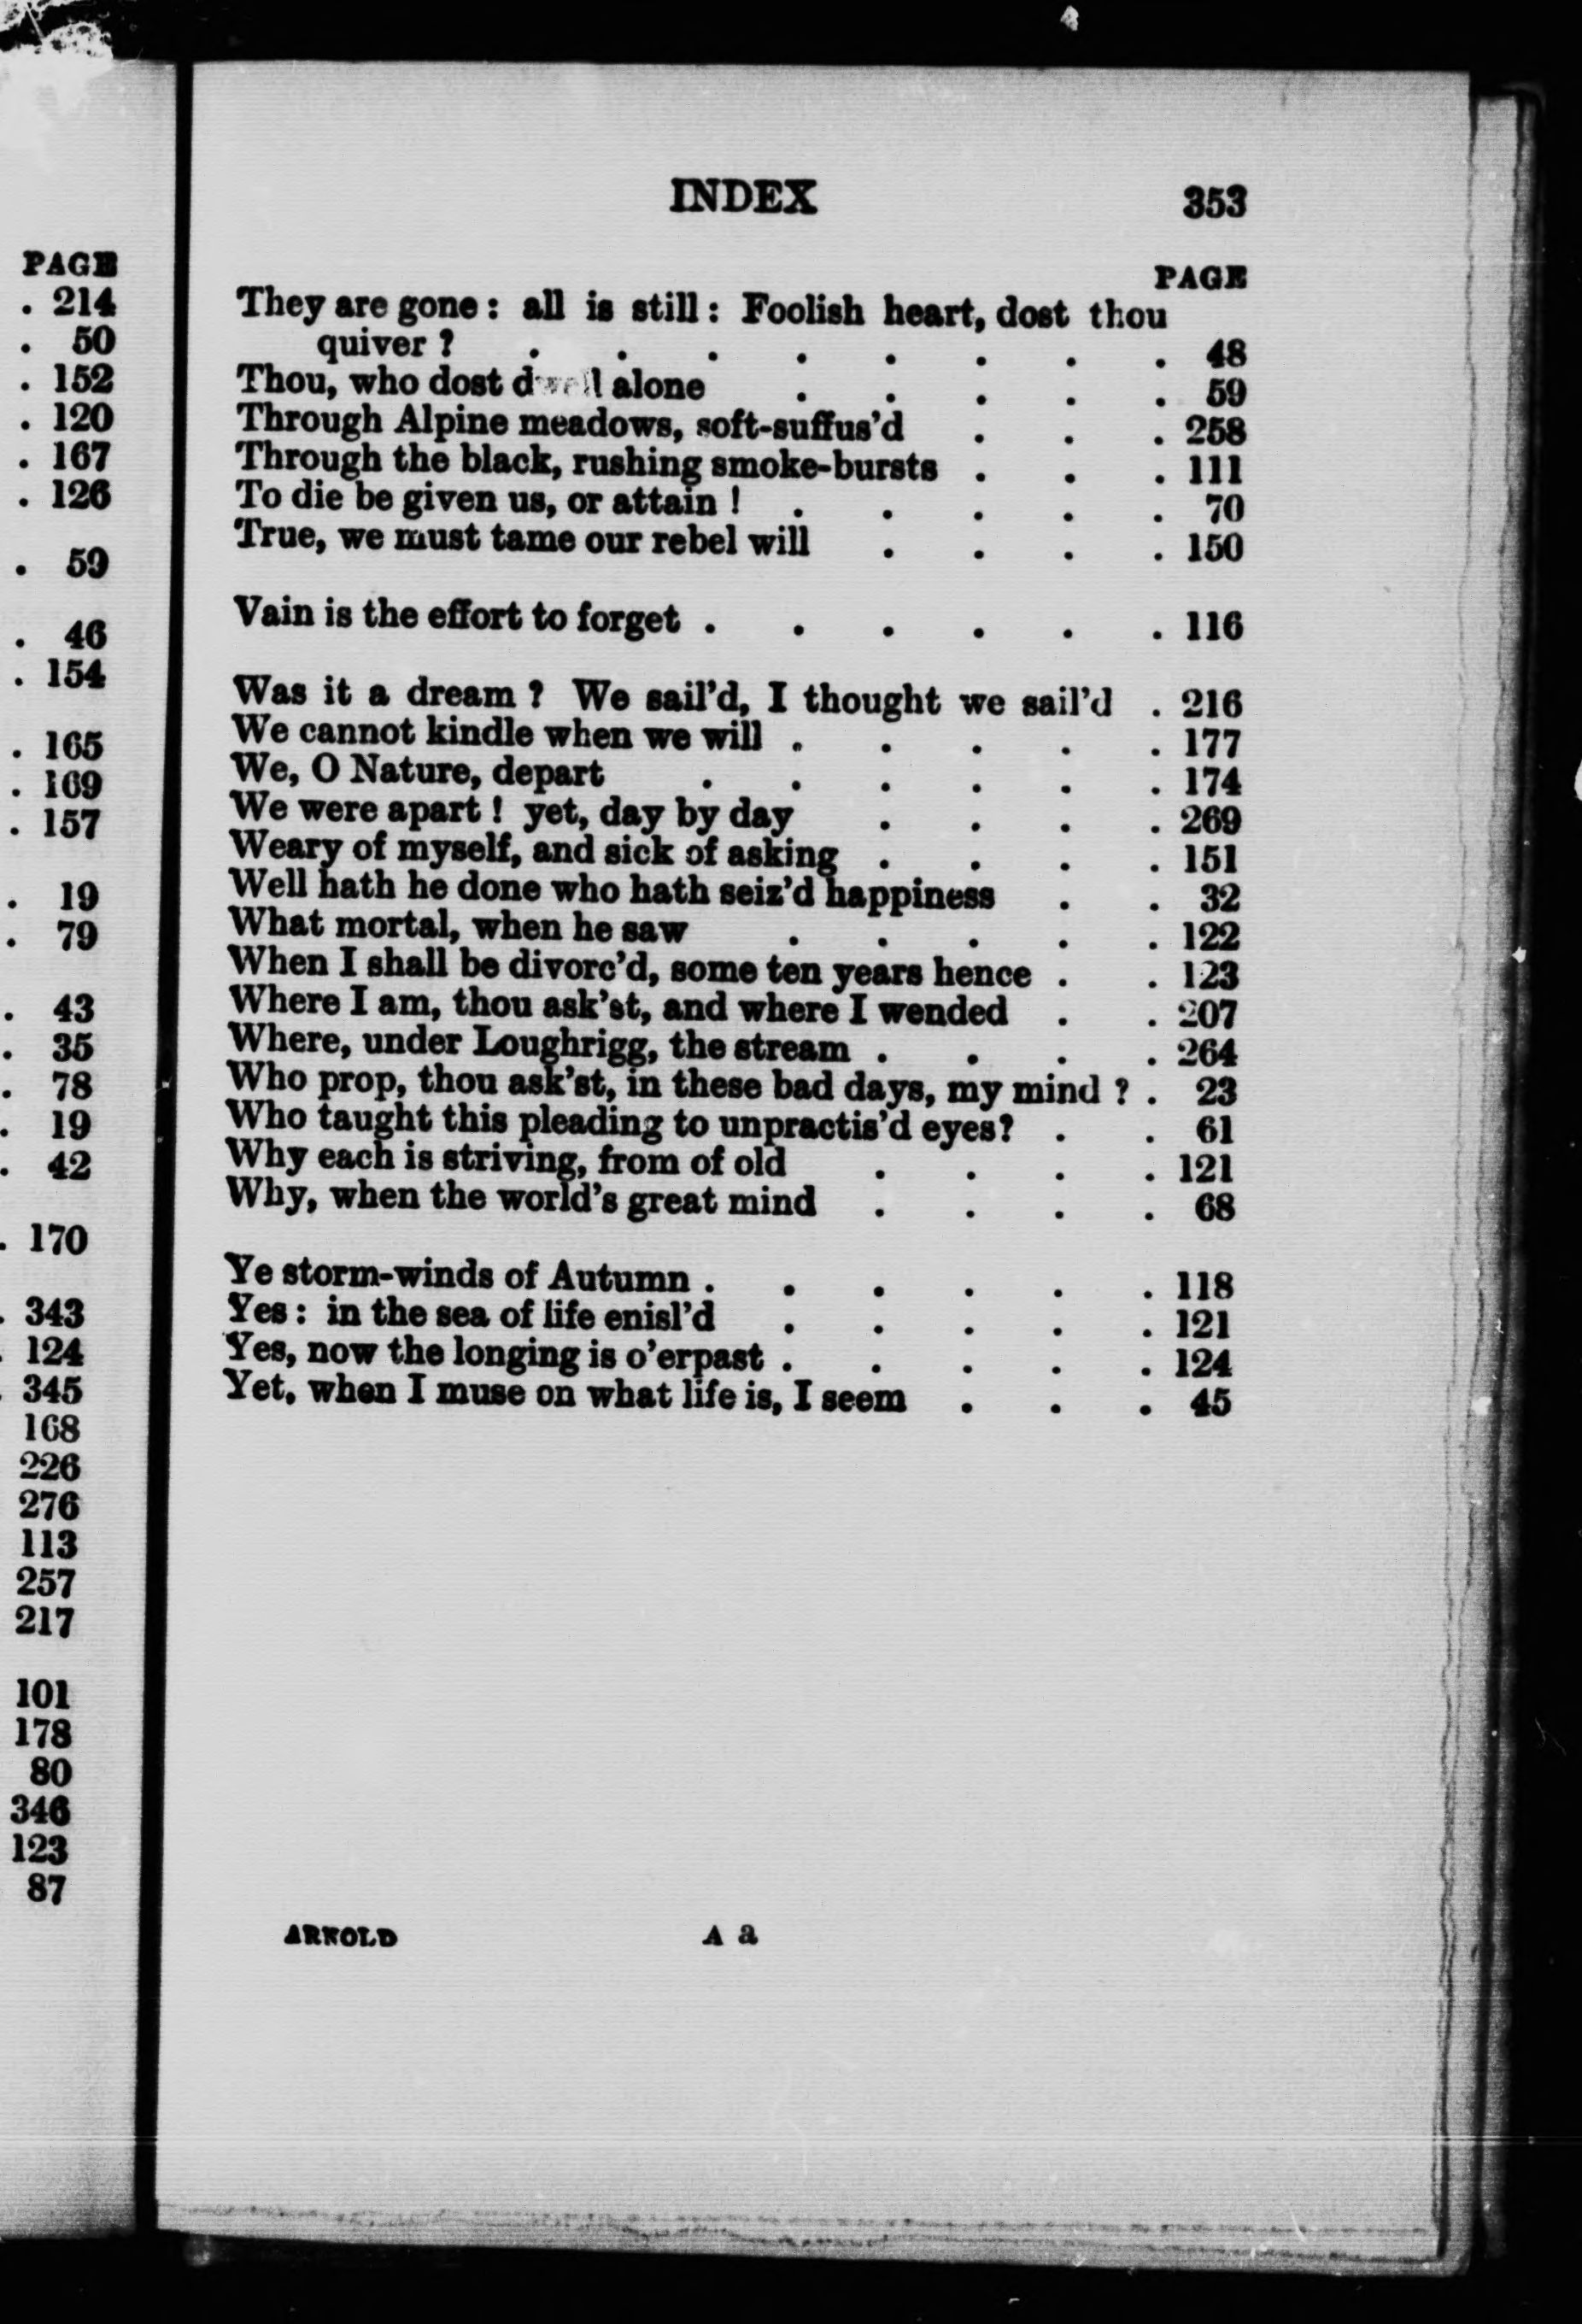 PAGE
. 214
. 50
. 152
. 120
. 167
. 126
. 59
. 46
. 154
. 165
. 169
. 157
. 19
. 79
. 43
. 35
. 78
. 19
. 42
. 170
. 343
. 124
. 345
168
226
276
113
257
217
101
178
80
346
123
87
INDEX 353
PAGE
They are gone: all is still: Foolish heart, dost thou
quiver ? . . . . . . . . 48
Thou, who dost dwell alone . . . . . 59
Through Alpine meadows, soft-suffus'd . . . 258
Through the black, rushing smoke-bursts . . . 111
To die be given us, or attain ! . . . . . 70
True, we must tame our rebel will . . . . 150
Vain is the effort to forget . . . . . . 116
Was it a dream ? We sail'd, I thought we sail'd . 216
We cannot kindle when we will . . . . . 177
We, O Nature, depart . . . . . . 174
We were apart ! yet, day by day . . . . 269
Weary of myself, and sick of asking . . . . 151
Well hath he done who hath seiz'd happiness . . 32
What mortal, when he saw . . . . . 122
When I shall be divorc'd, some ten years hence . . 123
Where I am, thou ask'st, and where I wended . . 207
Where, under Loughrigg, the stream . . . . 264
Who prop, thou ask'st, in these bad days, my mind ? . 23
Who taught this pleading to unpractis'd eyes? . . 61
Why each is striving, from of old . . . . 121
Why, when the world's great mind . . . . 68
Ye storm-winds of Autumn . . . . . . 118
Yes: in the sea of life enisl'd . . . . . 121
Yes, now the longing is o'erpast . . . . . 124
Yet, when I muse on what life is, I seem . . . 45
ARNOLD A a